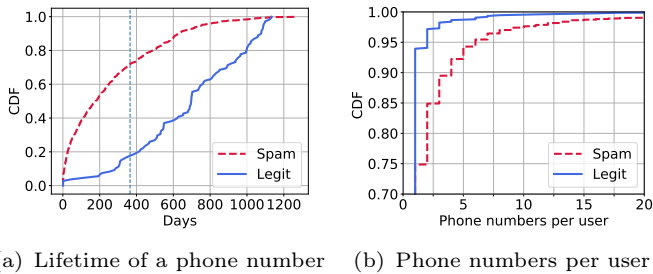 1.0
0.8
0.6
0.4
0.2
0.0
CDF
0 200 400 600 800 1000 1200
Days
Spam
Legit
1.00
0.95
0.90
0.85
0.80
0.75
0.70
CDF
0 5 10 15 20
Phone numbers per user
Spam
Legit
a) Lifetime of a phone number
(b) Phone numbers per user